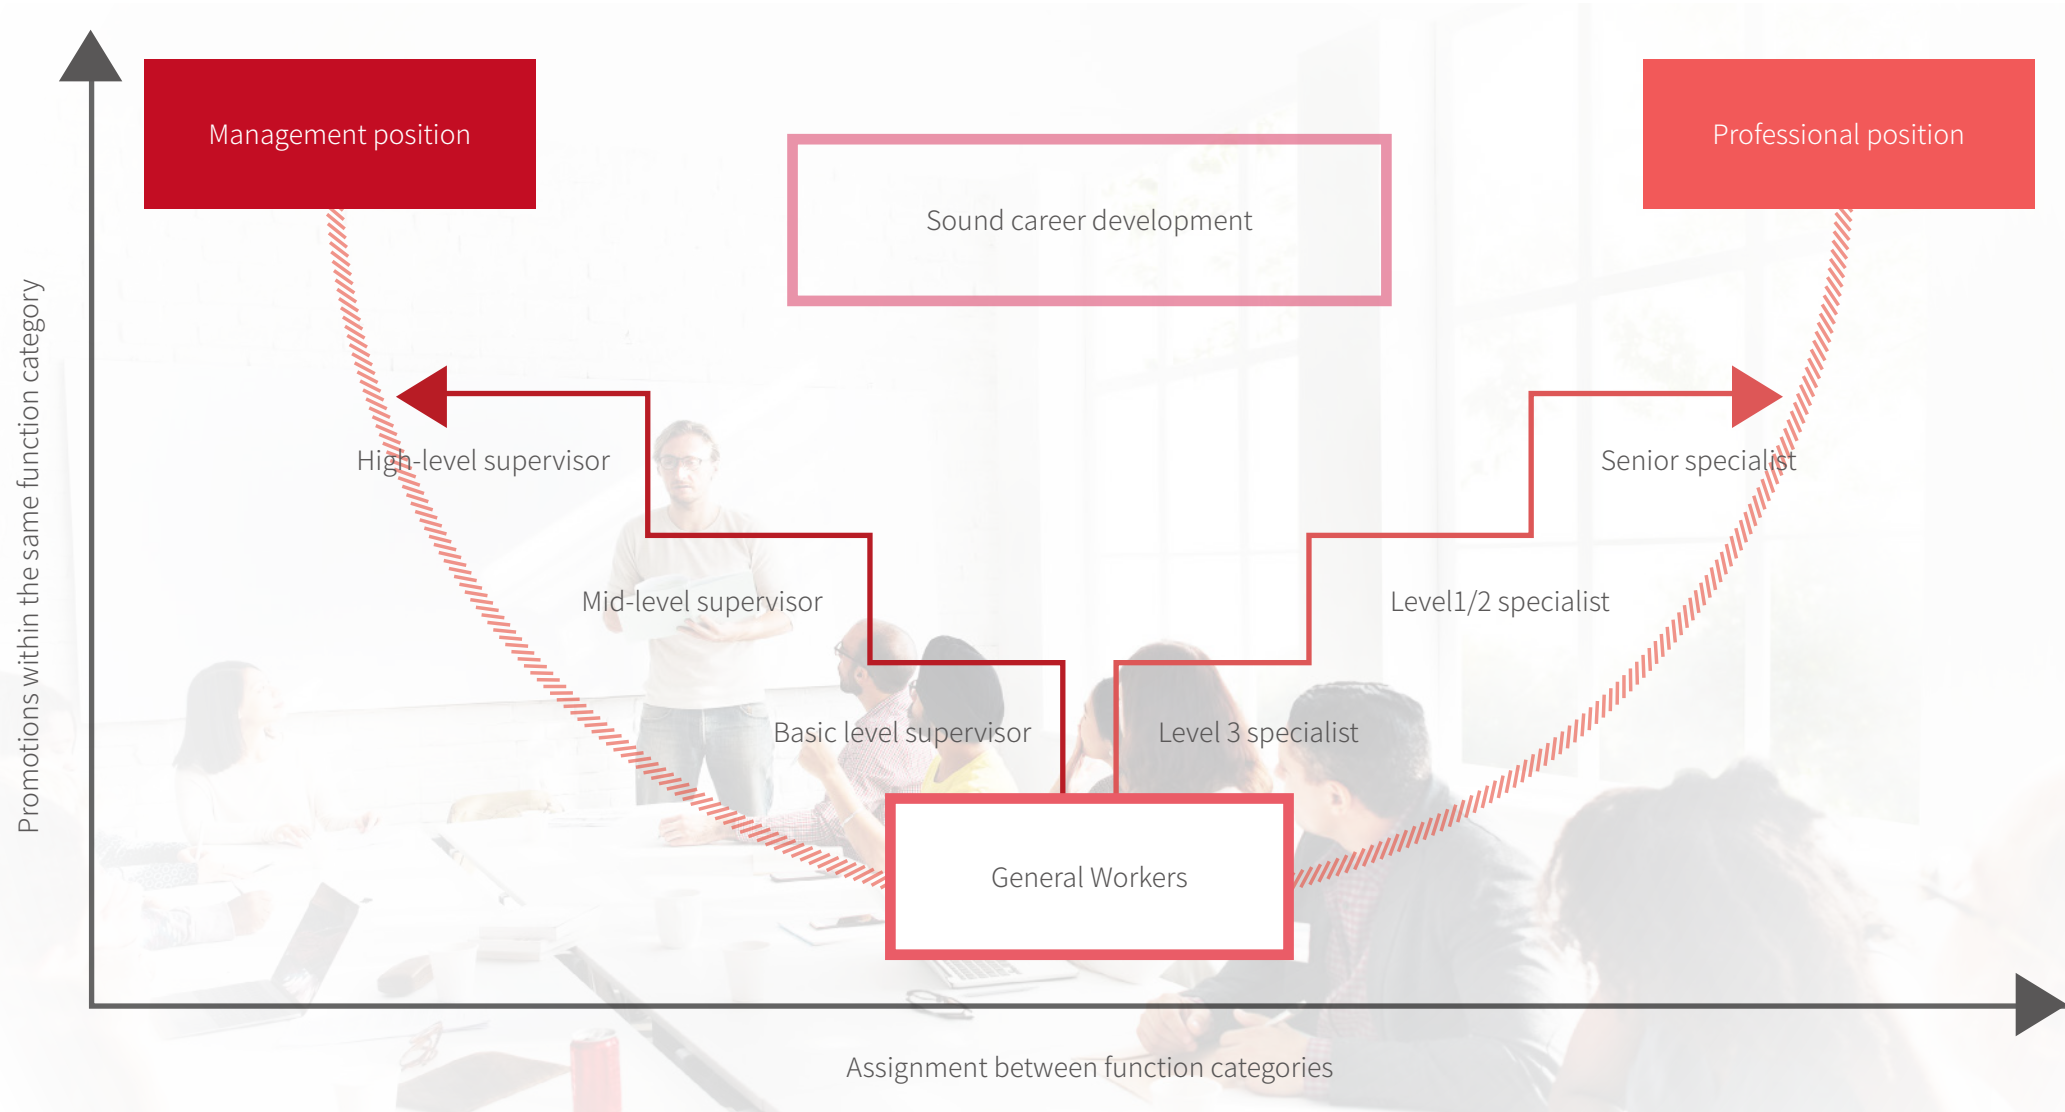 Management position
Professional position
Sound career development
Promotions within the same function category
High-level supervisor
Senior specialist
Mid-level supervisor
Level1/2 specialist
Basic level supervisor
Level 3 specialist
General Workers
Assignment between function categories